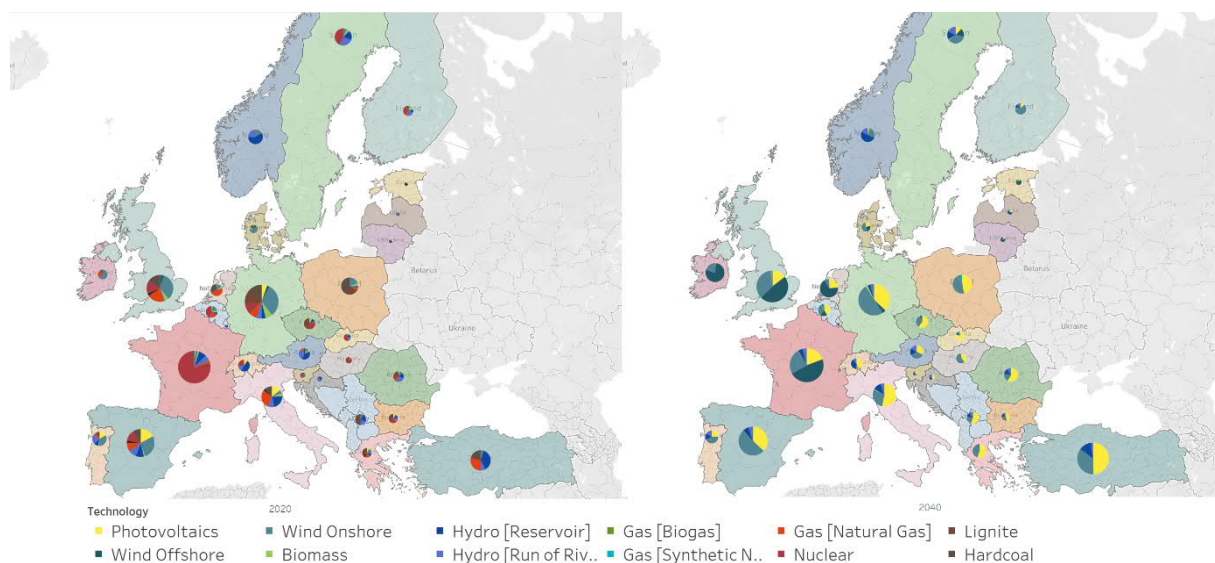 Belarus
Belarus
Ukraine
Ukraine
2020
2040
Technology
Photovoltaics
Wind Onshore
Hydro [Reservoir]
Gas [Biogas]
Gas [Natural Gas]
Lignite
Wind Offshore
Biomass
Hydro [Run of Riv..
Gas [Synthetic N..
Nuclear
Hardcoal